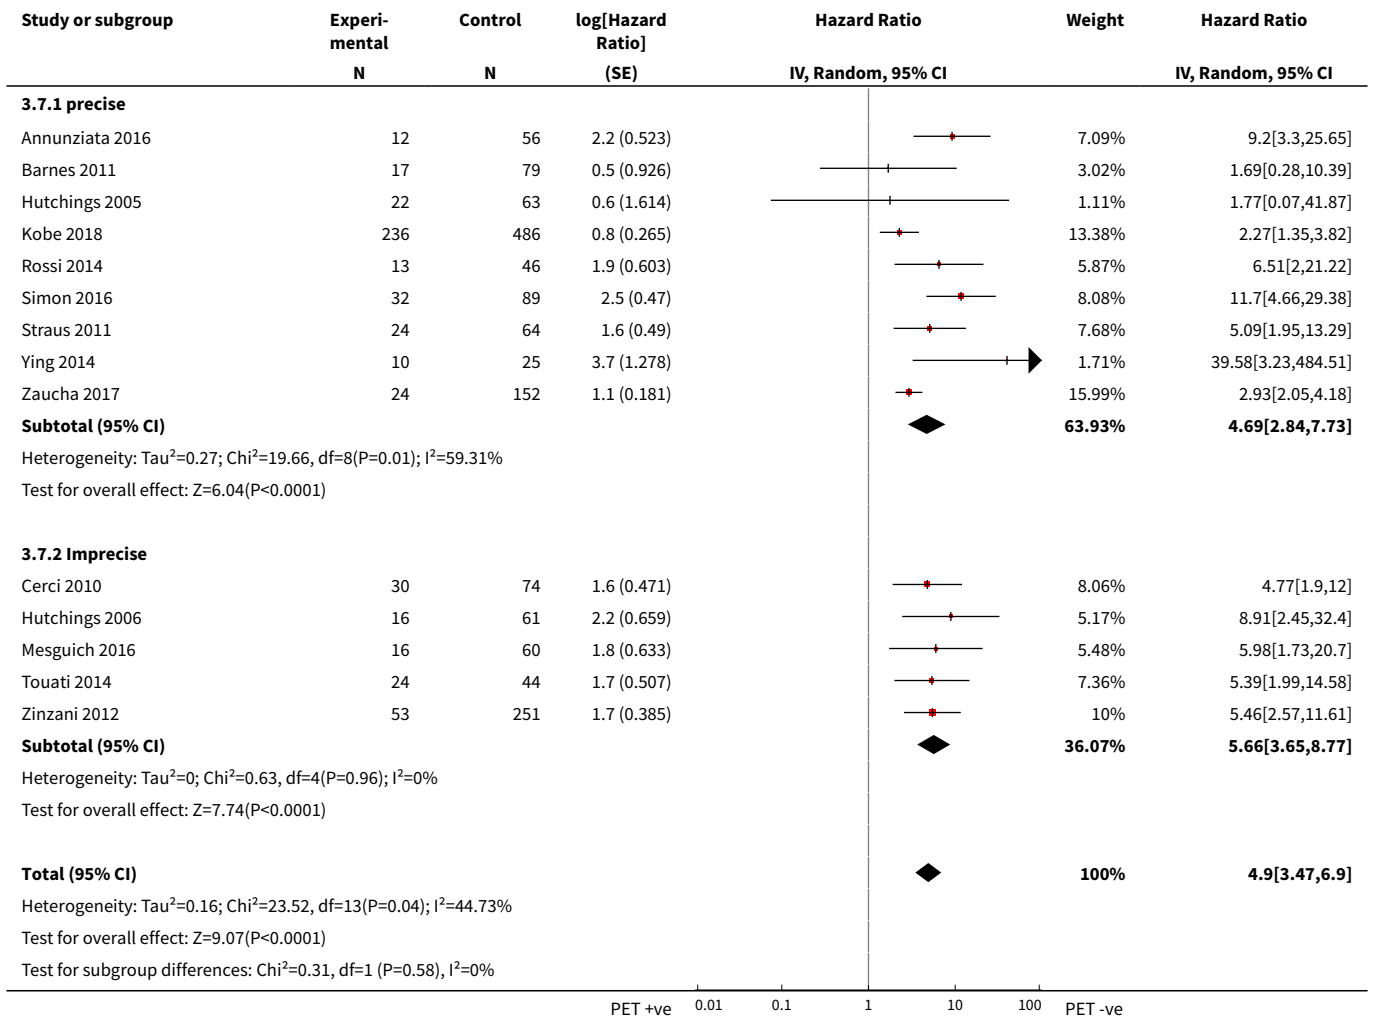 Study or subgroup Experi- Control log[Hazard Hazard Ratio Weight Hazard Ratio
mental Ratio]
N N (SE) IV, Random, 95% CI IV, Random, 95% CI
3.7.1 precise
Annunziata 2016 12 56 2.2 (0.523) 7.09% 9.2[3.3,25.65]
Barnes 2011 17 79 0.5 (0.926) 3.02% 1.69[0.28,10.39]
Hutchings 2005 22 63 0.6 (1.614) 1.11% 1.77[0.07,41.87]
Kobe 2018 236 486 0.8 (0.265) 13.38% 2.27[1.35,3.82]
Rossi 2014 13 46 1.9 (0.603) 5.87% 6.51[2,21.22]
Simon 2016 32 89 2.5 (0.47) 8.08% 11.7[4.66,29.38]
Straus 2011 24 64 1.6 (0.49) 7.68% 5.09[1.95,13.29]
Ying 2014 10 25 3.7 (1.278) 1.71% 39.58[3.23,484.51]
Zaucha 2017 24 152 1.1 (0.181) 15.99% 2.93[2.05,4.18]
Subtotal (95% CI) 63.93% 4.69[2.84,7.73]
Heterogeneity: Tau²=0.27; Chi²=19.66, df=8(P=0.01); I²=59.31%
Test for overall effect: Z=6.04(P<0.0001)
3.7.2 Imprecise
Cerci 2010 30 74 1.6 (0.471) 8.06% 4.77[1.9,12]
Hutchings 2006 16 61 2.2 (0.659) 5.17% 8.91[2.45,32.4]
Mesguich 2016 16 60 1.8 (0.633) 5.48% 5.98[1.73,20.7]
Touati 2014 24 44 1.7 (0.507) 7.36% 5.39[1.99,14.58]
Zinzani 2012 53 251 1.7 (0.385) 10% 5.46[2.57,11.61]
Subtotal (95% CI) 36.07% 5.66[3.65,8.77]
Heterogeneity: Tau²=0; Chi²=0.63, df=4(P=0.96); I²=0%
Test for overall effect: Z=7.74(P<0.0001)
Total (95% CI) 100% 4.9[3.47,6.9]
Heterogeneity: Tau²=0.16; Chi²=23.52, df=13(P=0.04); I²=44.73%
Test for overall effect: Z=9.07(P<0.0001)
Test for subgroup differences: Chi²=0.31, df=1 (P=0.58), I²=0%
PET +ve 0.01 0.1 1 10 100 PET -ve